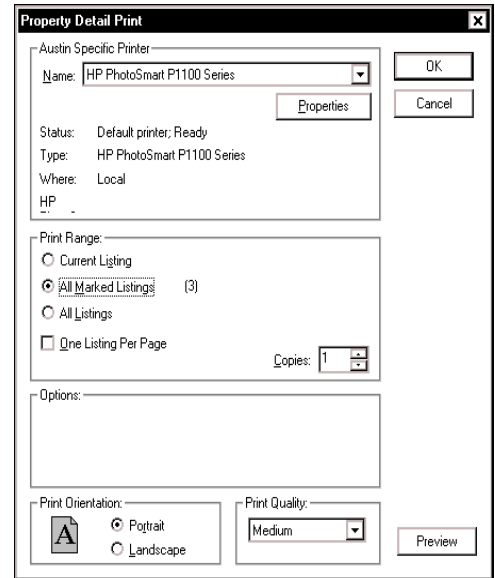 Property Detail Print
Austin Specific Printer
Name: HP PhotoSmart P1100 Series
OK
Properties
Cancel
Status: Default printer; Ready
Type: HP PhotoSmart P1100 Series
Where: Local
HP
Print Range:
Current Listing
All Marked Listings (3)
All Listings
One Listing Per Page
Copies: 1
Options:
Print Orientation:
A
Portrait
Landscape
Print Quality:
Medium
Preview